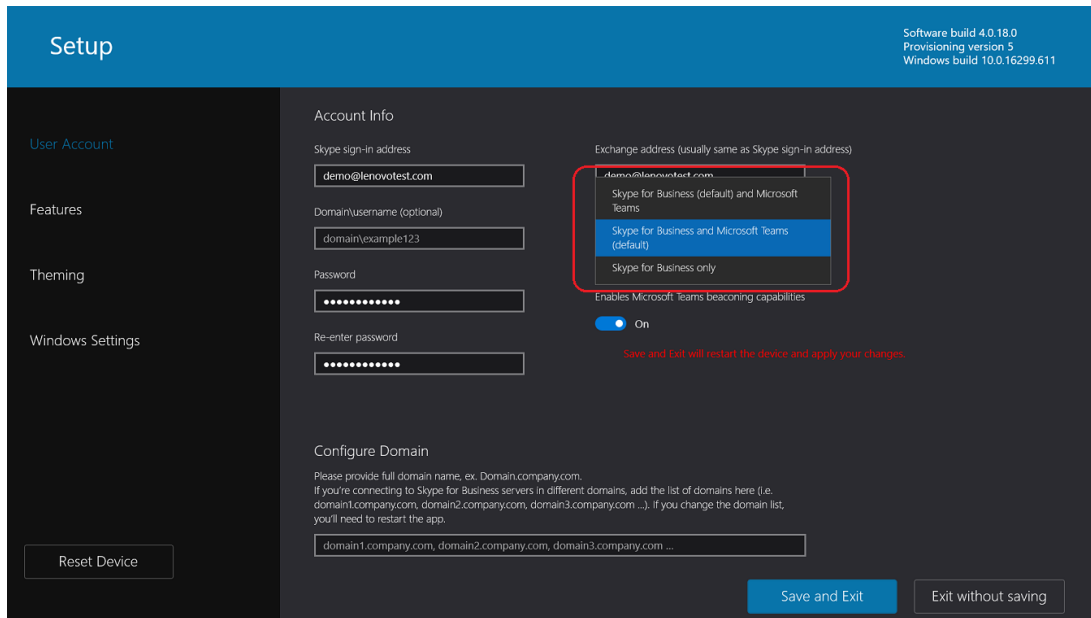 Setup
Software build 4.0.18.0
Provisioning version 5
Windows build 10.0.16299.611
User Account
Features
Theming
Windows Settings
Reset Device
Account Info
Skype sign-in address
demo@lenovotest.com
Domain\username (optional)
domain\example123
Password
●●●●●●●●●●●●
Re-enter password
●●●●●●●●●●●●
Exchange address (usually same as Skype sign-in address)
demo@lenovotest.com
Skype for Business (default) and Microsoft
Teams
Skype for Business and Microsoft Teams
(default)
Skype for Business only
Enables Microsoft Teams beaconing capabilities
On
Save and Exit will restart the device and apply your changes.
Configure Domain
Please provide full domain name, ex. Domain.company.com.
If you're connecting to Skype for Business servers in different domains, add the list of domains here (i.e.
domain1.company.com, domain2.company.com, domain3.company.com ...). If you change the domain list,
you'll need to restart the app.
domain1.company.com, domain2.company.com, domain3.company.com ...
Save and Exit
Exit without saving